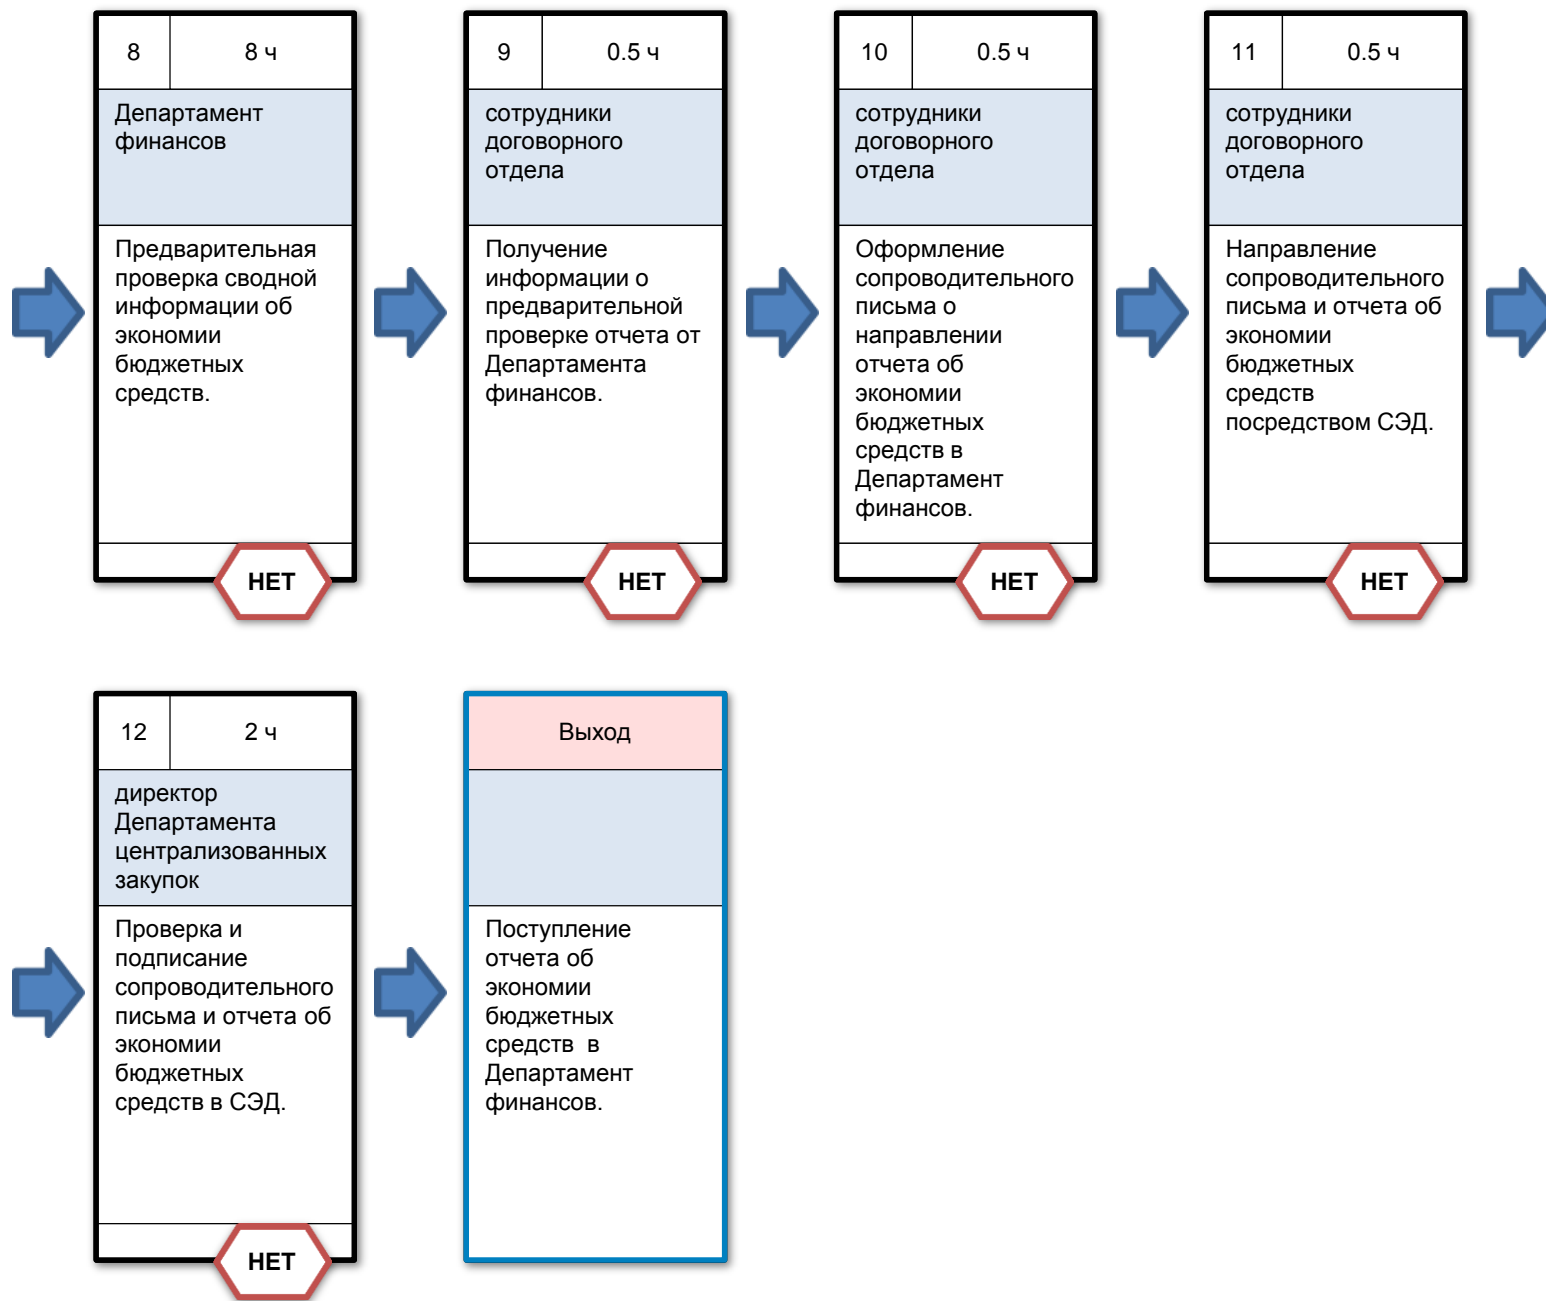 8
8 ч
Департамент
финансов
Предварительная
проверка сводной
информации об
экономии
бюджетных
средств.
НЕТ
9
0.5 ч
сотрудники
договорного
отдела
Получение
информации о
предварительной
проверке отчета от
Департамента
финансов.
НЕТ
10
0.5 ч
сотрудники
договорного
отдела
Оформление
сопроводительного
письма о
направлении
отчета об
экономии
бюджетных
средств в
Департамент
финансов.
НЕТ
11
0.5 ч
сотрудники
договорного
отдела
Направление
сопроводительного
письма и отчета об
экономии
бюджетных
средств
посредством СЭД.
НЕТ
12
2 ч
директор
Департамента
централизованных
закупок
Проверка и
подписание
сопроводительного
письма и отчета об
экономии
бюджетных
средств в СЭД.
НЕТ
Выход
Поступление
отчета об
экономии
бюджетных
средств  в
Департамент
финансов.